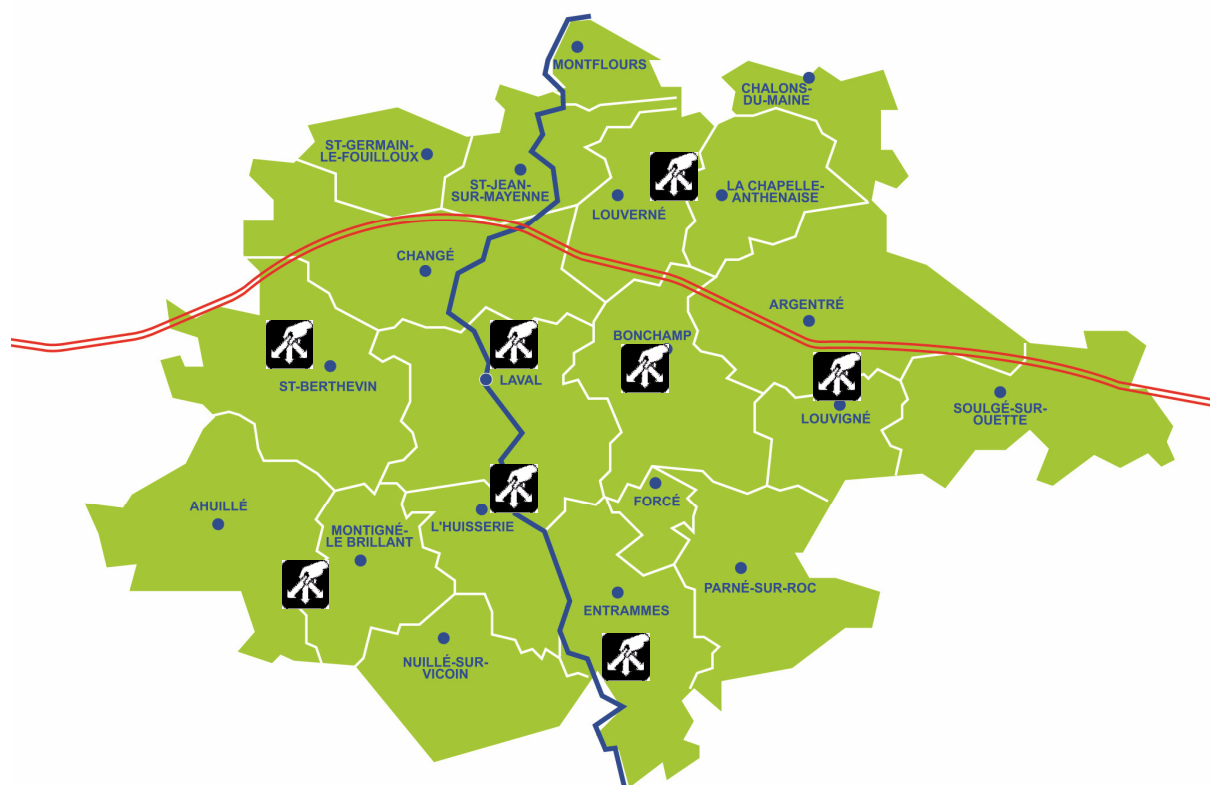 MONTFLOURS
CHALONS-
DU-MAINE
ST-GERMAIN-
LE-FOUILLOUX
ST-JEAN-
SUR-MAYENNE
LOUVERNÉ
LA CHAPELLE-
ANTHENAISE
CHANGÉ
ARGENTRÉ
BONCHAMP
ST-BERTHEVIN
LAVAL
LOUVIGNÉ
SOULGÉ-SUR-
OUETTE
AHUILLÉ
MONTIGNÉ-
LE BRILLANT
L'HUISSERIE
FORCÉ
ENTRAMMES
PARNÉ-SUR-ROC
NUILLÉ-SUR-
VICOIN